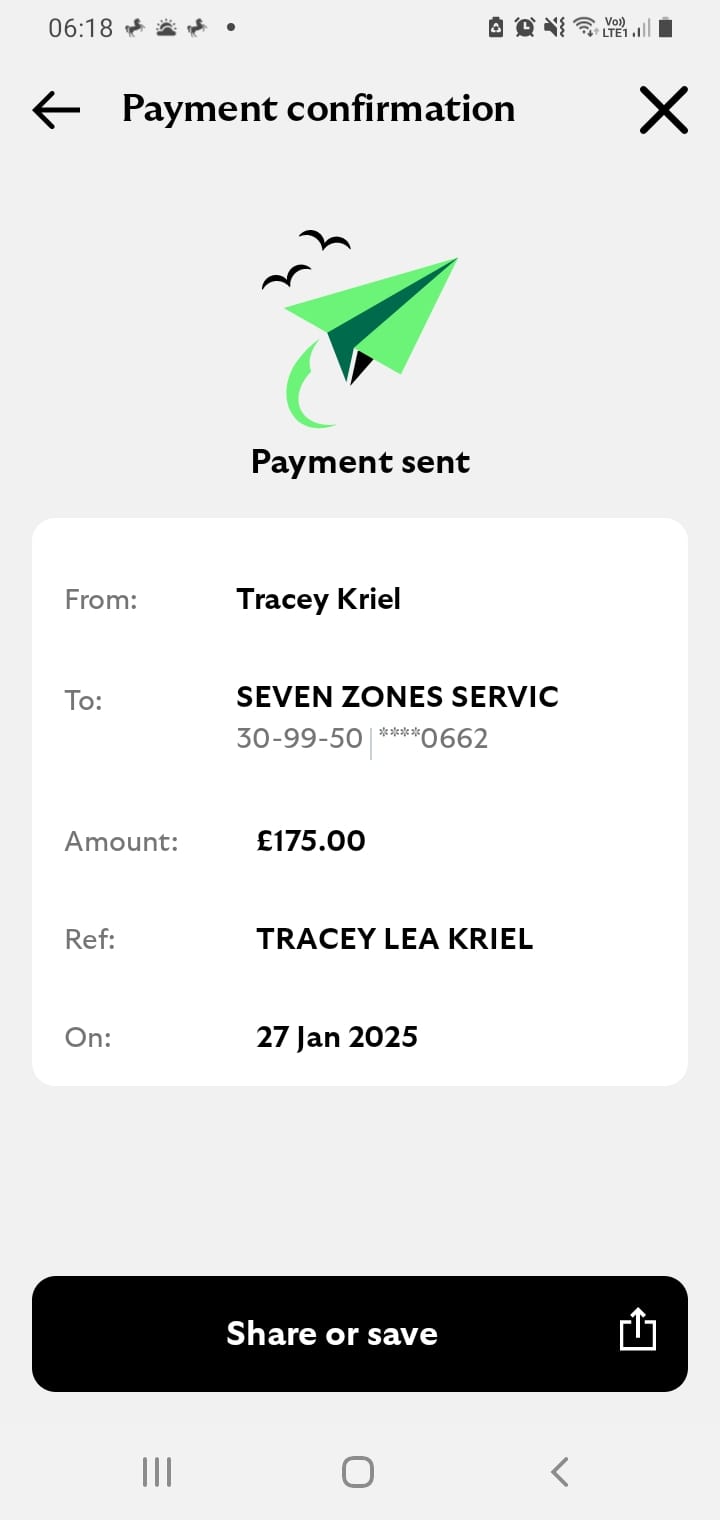 06:18
Vo))
LTE1
Payment confirmation
Payment sent
From: Tracey Kriel
To: SEVEN ZONES SERVIC
30-99-50 | ****0662
Amount: £175.00
Ref: TRACEY LEA KRIEL
On: 27 Jan 2025
Share or save